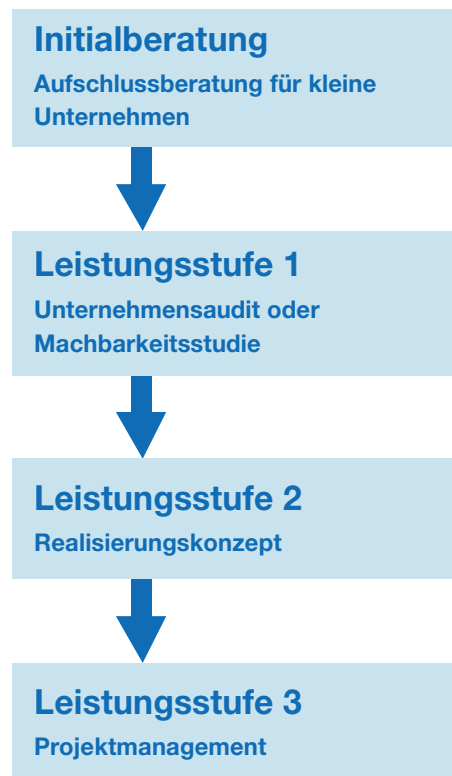 Initialberatung
Aufschlussberatung für kleine
Unternehmen
Leistungsstufe 1
Unternehmensaudit oder
Machbarkeitsstudie
Leistungsstufe 2
Realisierungskonzept
Leistungsstufe 3
Projektmanagement